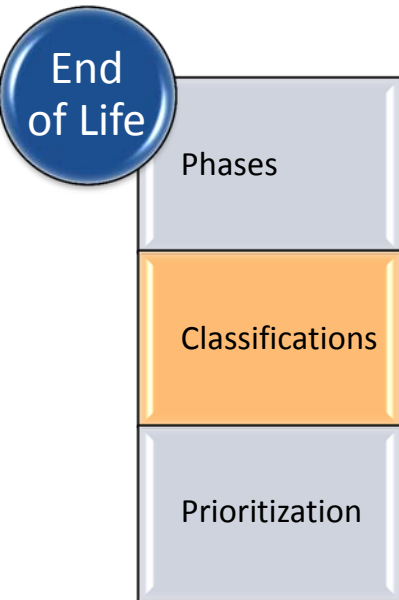 End
of Life
Phases
Classifications
Prioritization